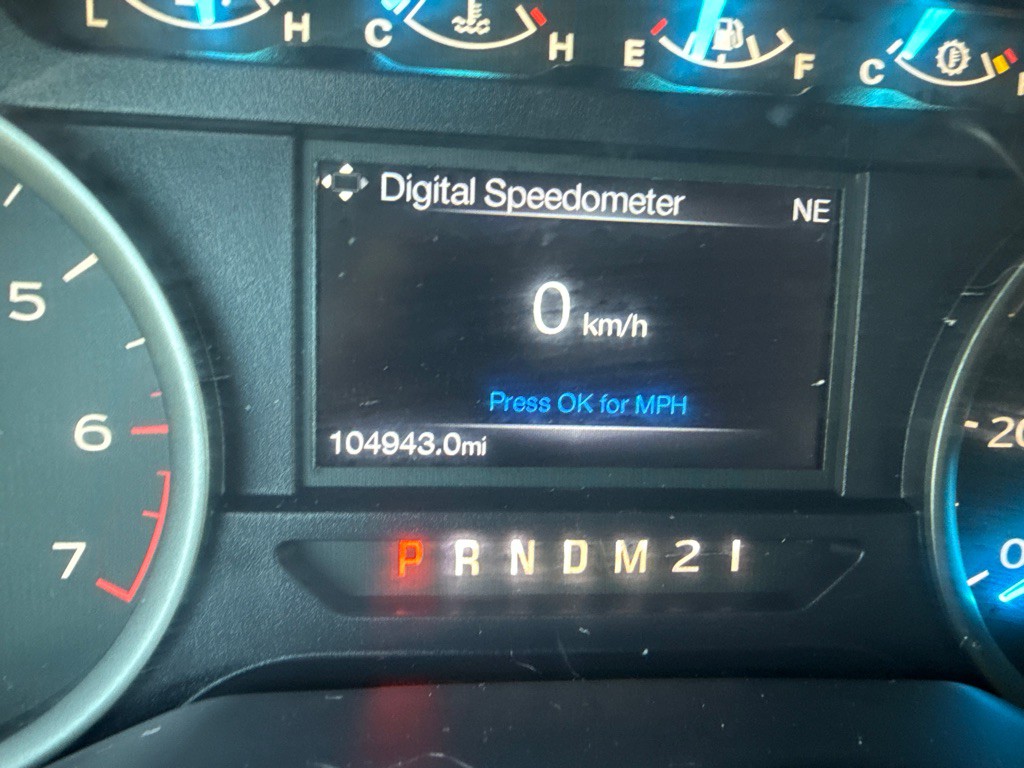 L H C H E F C
Digital Speedometer NE
0 km/h
Press OK for MPH
104943.0mi
5
6
7
20
0
P R N D M 2 1